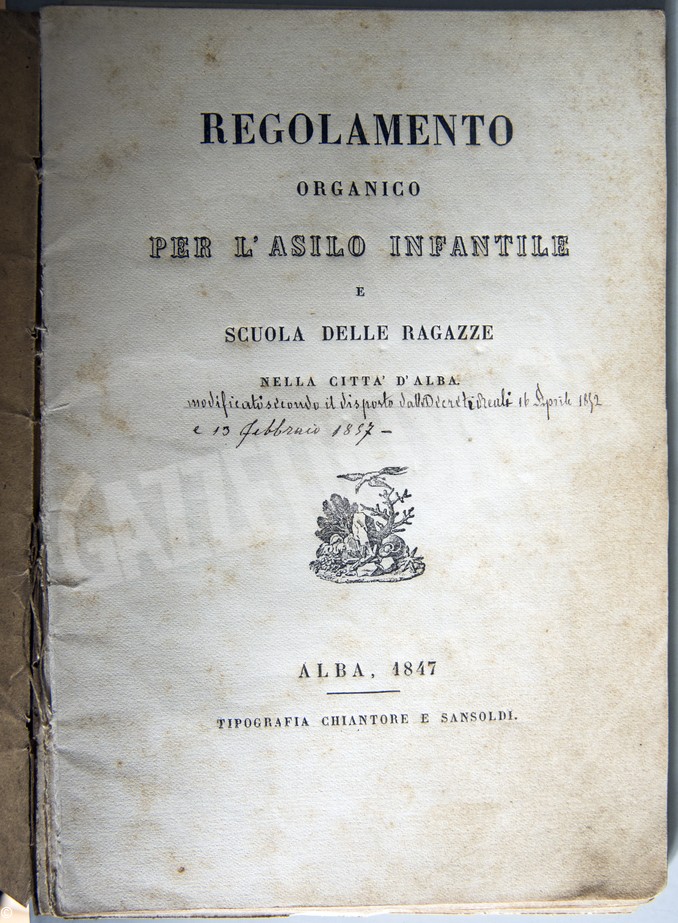 REGOLAMENTO
ORGANICO
PER L'ASILO INFANTILE
E
SCUOLA DELLE RAGAZZE
NELLA CITTA' D'ALBA.
modificato secondo il disposto dalli Decreti Reali 16 Aprile 1852
e 13 febbraio 1857 —
ALBA, 1847
TIPOGRAFIA CHIANTORE E SANSOLDI.